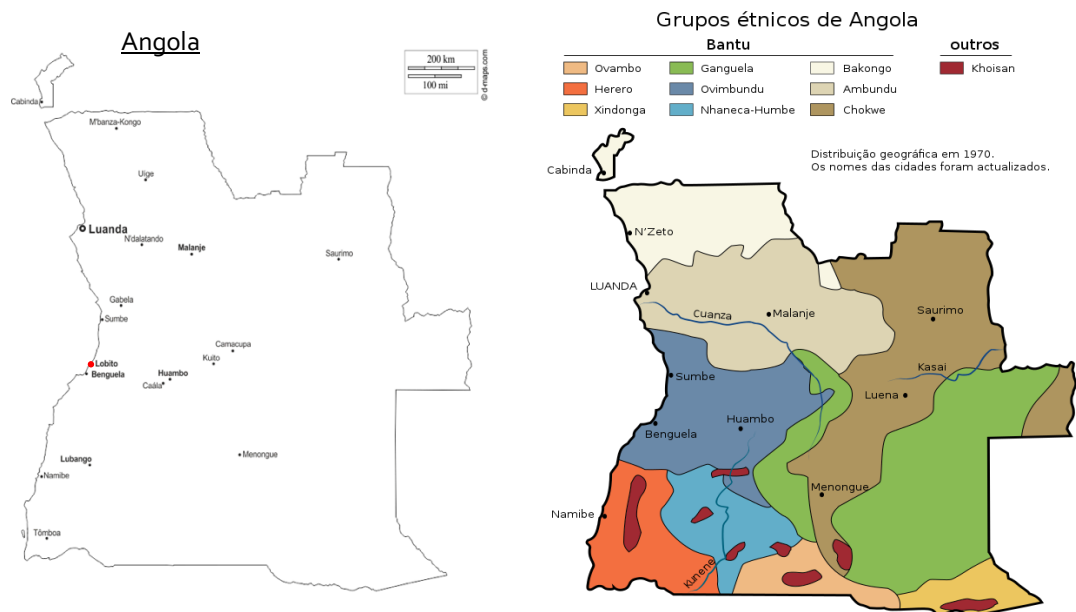 Angola
200 km
100 mi
© d-maps.com
Cabinda
M'banza-Kongo
Uíge
Luanda
N'dalatando
Malanje
Saurimo
Gabela
Sumbe
Lobito
Benguela
Camacupa
Kuito
Huambo
Caála
Lubango
Menongue
Namibe
Tômboa
Grupos étnicos de Angola
Bantu
outros
Ovambo
Ganguela
Bakongo
Khoisan
Herero
Ovimbundu
Ambundu
Xindonga
Nhaneca-Humbe
Chokwe
Distribuição geográfica em 1970.
Os nomes das cidades foram actualizados.
Cabinda
N'Zeto
LUANDA
Cuanza
Malanje
Saurimo
Kasai
Sumbe
Luena
Huambo
Benguela
Menongue
Namibe
Kunene